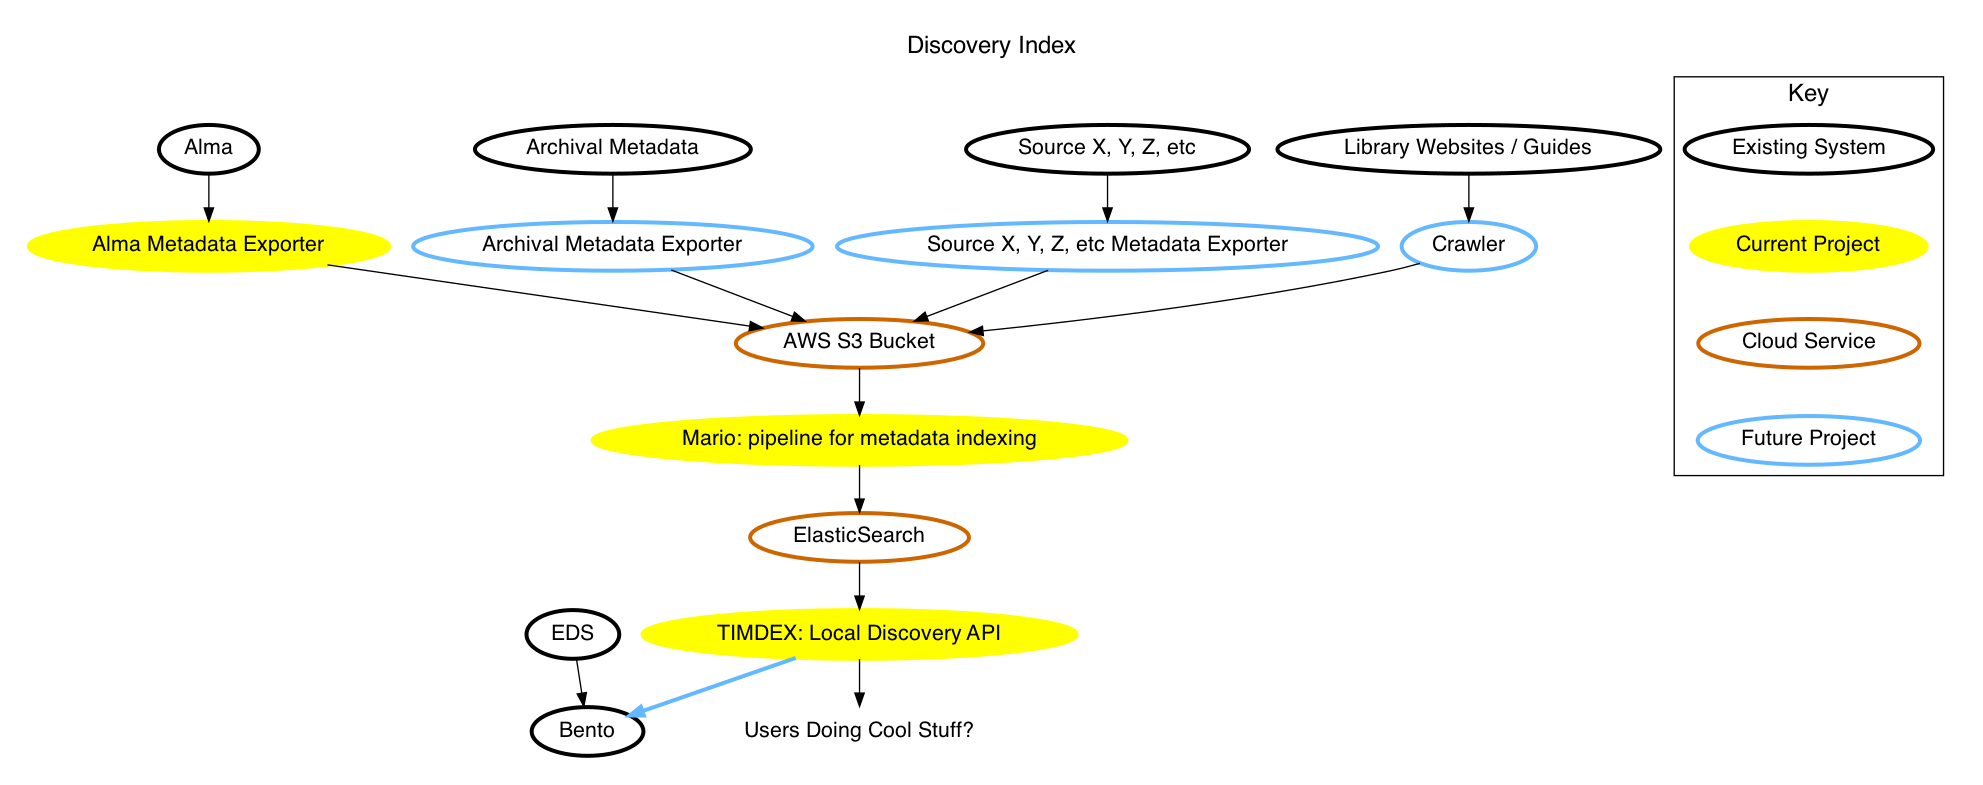 Discovery Index
Key
Alma
Archival Metadata
Source X, Y, Z, etc
Library Websites / Guides
Existing System
Alma Metadata Exporter
Archival Metadata Exporter
Source X, Y, Z, etc Metadata Exporter
Crawler
Current Project
AWS S3 Bucket
Cloud Service
Mario: pipeline for metadata indexing
Future Project
ElasticSearch
EDS
TIMDEX: Local Discovery API
Bento
Users Doing Cool Stuff?